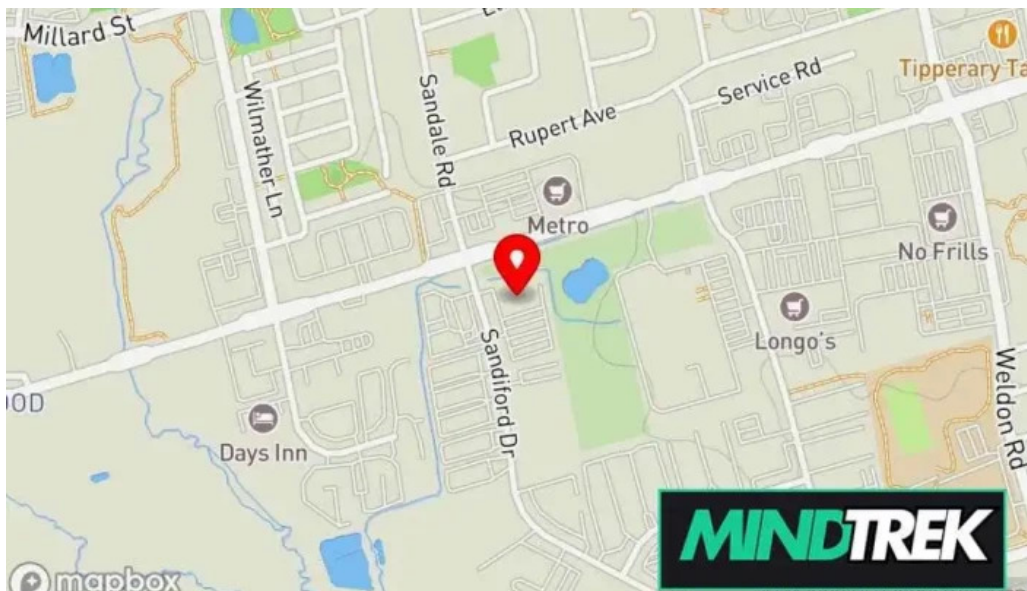 Millard St
Service Rd
Tipperary Ta
Sandale Rd
Wilmather Ln
Rupert Ave
Metro
No Frills
Longo's
Sandiford Dr
Weldon Rd
OOD
Days Inn
MINDTREK
mapbox